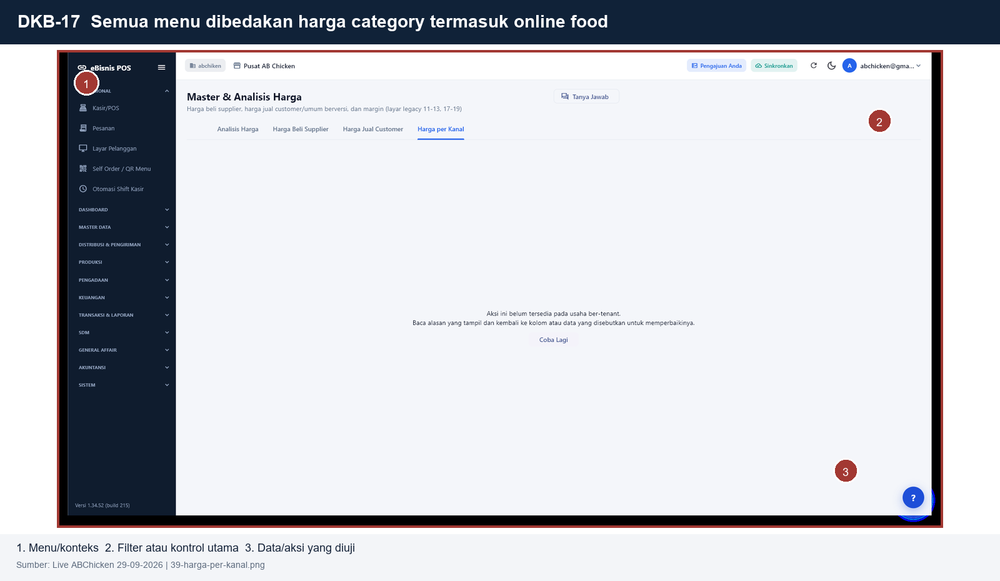 DKB-17 Semua menu dibedakan harga category termasuk online food
eBisnis POS
abchiken
Pusat AB Chicken
Pengajuan Anda
Sinkronkan
A
abchicken@gma...
1
IONAL
Kasir/POS
Pesanan
Layar Pelanggan
Self Order / QR Menu
Otomasi Shift Kasir
DASHBOARD
MASTER DATA
DISTRIBUSI & PENGIRIMAN
PRODUKSI
PENGADAAN
KEUANGAN
TRANSAKSI & LAPORAN
SDM
GENERAL AFFAIR
AKUNTANSI
SISTEM
Versi 1.34.52 (build 215)
Master & Analisis Harga
Tanya Jawab
Harga beli supplier, harga jual customer/umum berversi, dan margin (layar legacy 11-13, 17-19)
2
Analisis Harga
Harga Beli Supplier
Harga Jual Customer
Harga per Kanal
Aksi ini belum tersedia pada usaha ber-tenant.
Baca alasan yang tampil dan kembali ke kolom atau data yang disebutkan untuk memperbaikinya.
Coba Lagi
3
?
1. Menu/konteks 2. Filter atau kontrol utama 3. Data/aksi yang diuji
Sumber: Live ABChicken 29-09-2026 | 39-harga-per-kanal.png